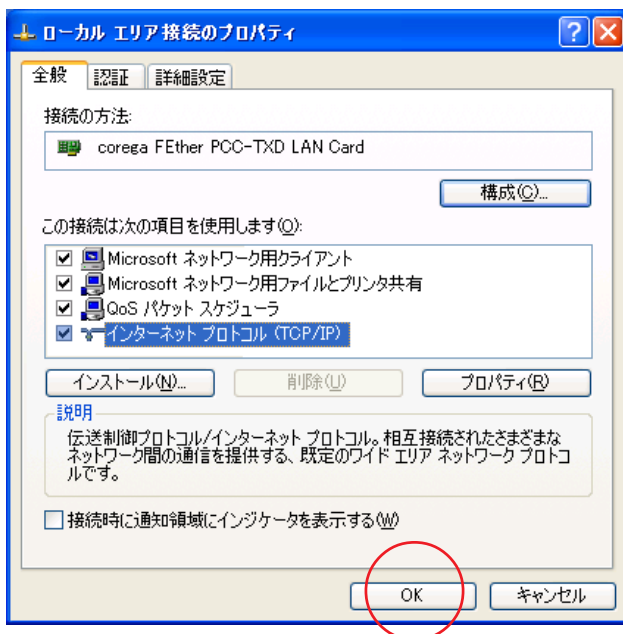 ローカル エリア接続のプロパティ
全般 認証 詳細設定
接続の方法:
corega FEther PCC-TXD LAN Card
構成(C)...
この接続は次の項目を使用します(O):
Microsoft ネットワーク用クライアント
Microsoft ネットワーク用ファイルとプリンタ共有
QoS パケット スケジューラ
インターネット プロトコル (TCP/IP)
インストール(N)... 削除(U) プロパティ(R)
説明
伝送制御プロトコル/インターネット プロトコル。相互接続されたさまざまな
ネットワーク間の通信を提供する、既定のワイド エリア ネットワーク プロトコ
ルです。
接続時に通知領域にインジケータを表示する(W)
OK キャンセル